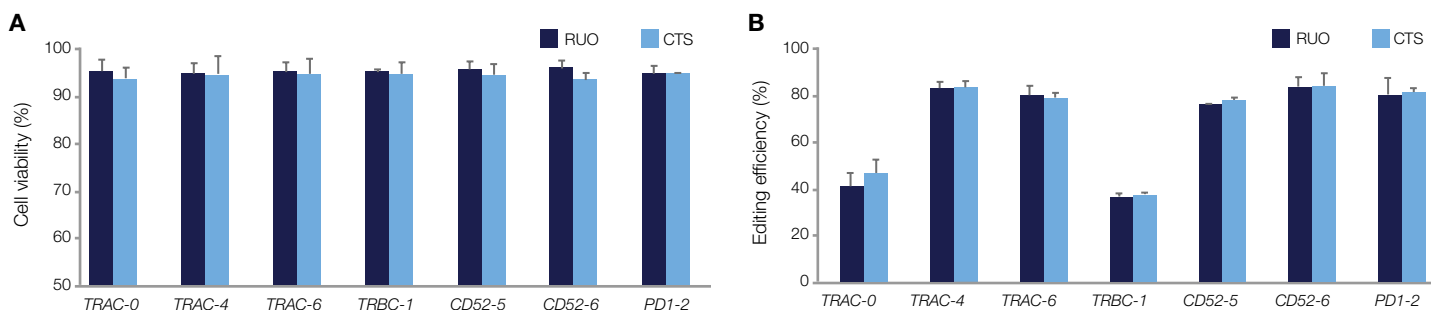 A
RUO CTS
Cell viability (%)
100
90
80
70
60
50
TRAC-0 TRAC-4 TRAC-6 TRBC-1 CD52-5 CD52-6 PD1-2
B
RUO CTS
Editing efficiency (%)
100
80
60
40
20
0
TRAC-0 TRAC-4 TRAC-6 TRBC-1 CD52-5 CD52-6 PD1-2